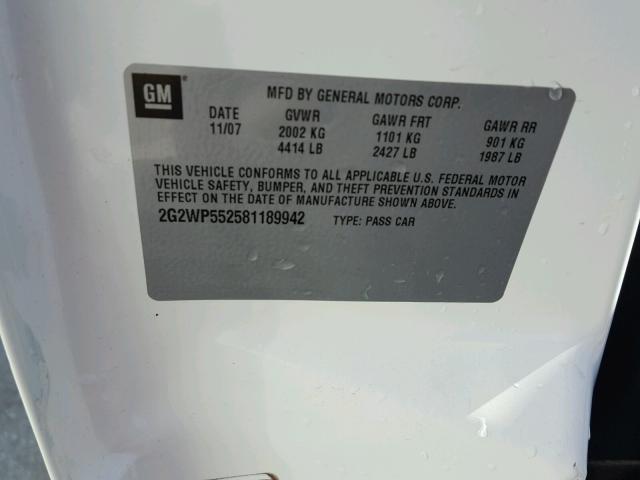 GM ®
MFD BY GENERAL MOTORS CORP.
DATE GVWR GAWR FRT GAWR RR
11/07 2002 KG 1101 KG 901 KG
4414 LB 2427 LB 1987 LB
THIS VEHICLE CONFORMS TO ALL APPLICABLE U.S. FEDERAL MOTOR
VEHICLE SAFETY, BUMPER, AND THEFT PREVENTION STANDARDS IN
EFFECT ON THE DATE OF MANUFACTURE SHOWN ABOVE.
2G2WP552581189942 TYPE: PASS CAR